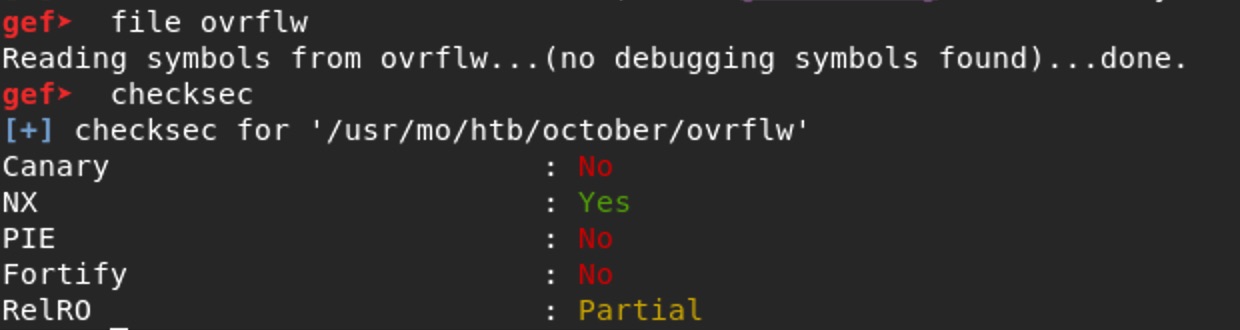 gef➤  file ovrflw
Reading symbols from ovrflw...(no debugging symbols found)...done.
gef➤  checksec
[+] checksec for '/usr/mo/htb/october/ovrflw'
Canary                        : No
NX                            : Yes
PIE                           : No
Fortify                       : No
RelRO                         : Partial